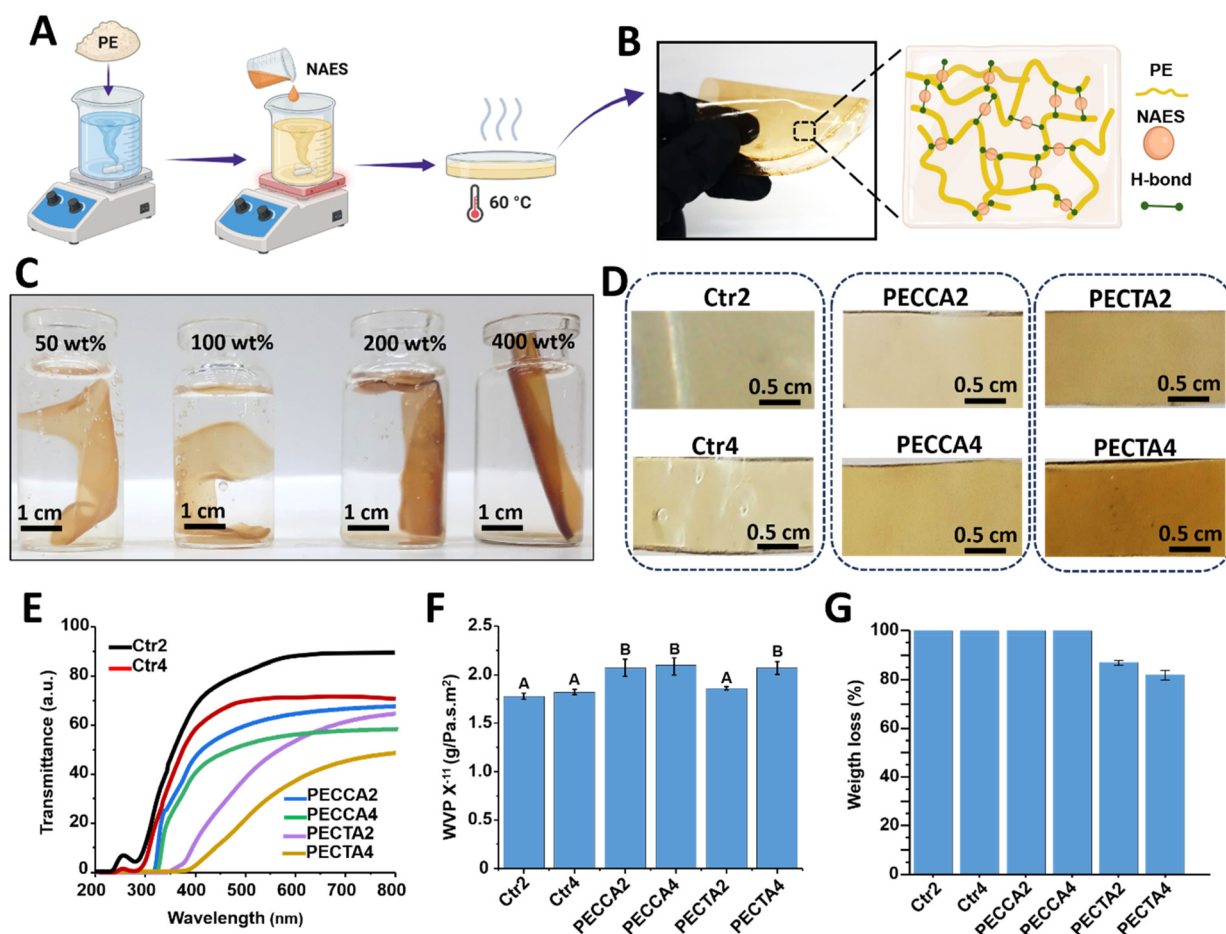 A
PE
NAES
60 °C
B
PE
NAES
H-bond
C
50 wt%
100 wt%
200 wt%
400 wt%
1 cm
1 cm
1 cm
1 cm
D
Ctr2
PECCA2
PECTA2
0.5 cm
0.5 cm
0.5 cm
Ctr4
PECCA4
PECTA4
0.5 cm
0.5 cm
0.5 cm
E
Transmittance (a.u.)
100
80
60
40
20
0
Ctr2
Ctr4
PECCA2
PECCA4
PECTA2
PECTA4
200
300
400
500
600
700
800
Wavelength (nm)
F
WVP X⁻¹¹ (g/Pa.s.m²)
2.5
2.0
1.5
1.0
0.5
0
A
A
B
B
A
B
Ctr2
Ctr4
PECCA2
PECCA4
PECTA2
PECTA4
G
Weigth loss (%)
100
80
60
40
20
0
Ctr2
Ctr4
PECCA2
PECCA4
PECTA2
PECTA4